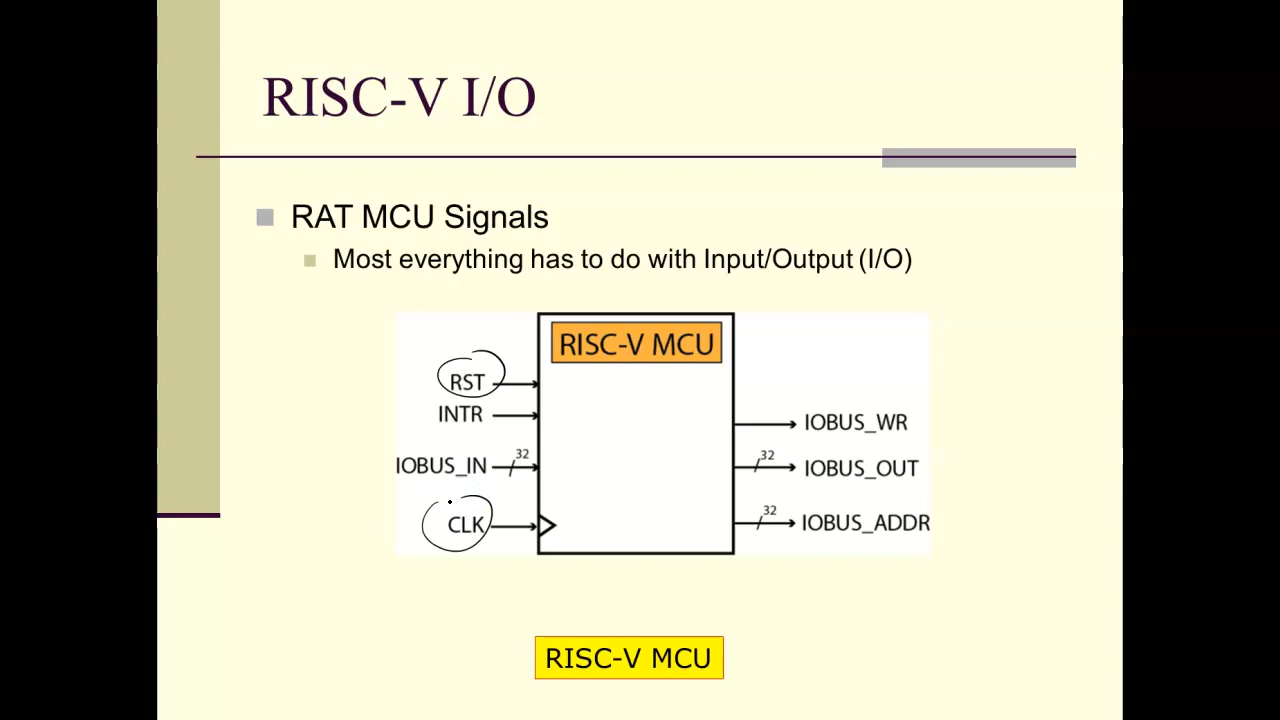 RISC-V I/O
RAT MCU Signals
Most everything has to do with Input/Output (I/O)
RISC-V MCU
RST
INTR
IOBUS_WR
IOBUS_IN 32
32 IOBUS_OUT
CLK
32 IOBUS_ADDR
RISC-V MCU